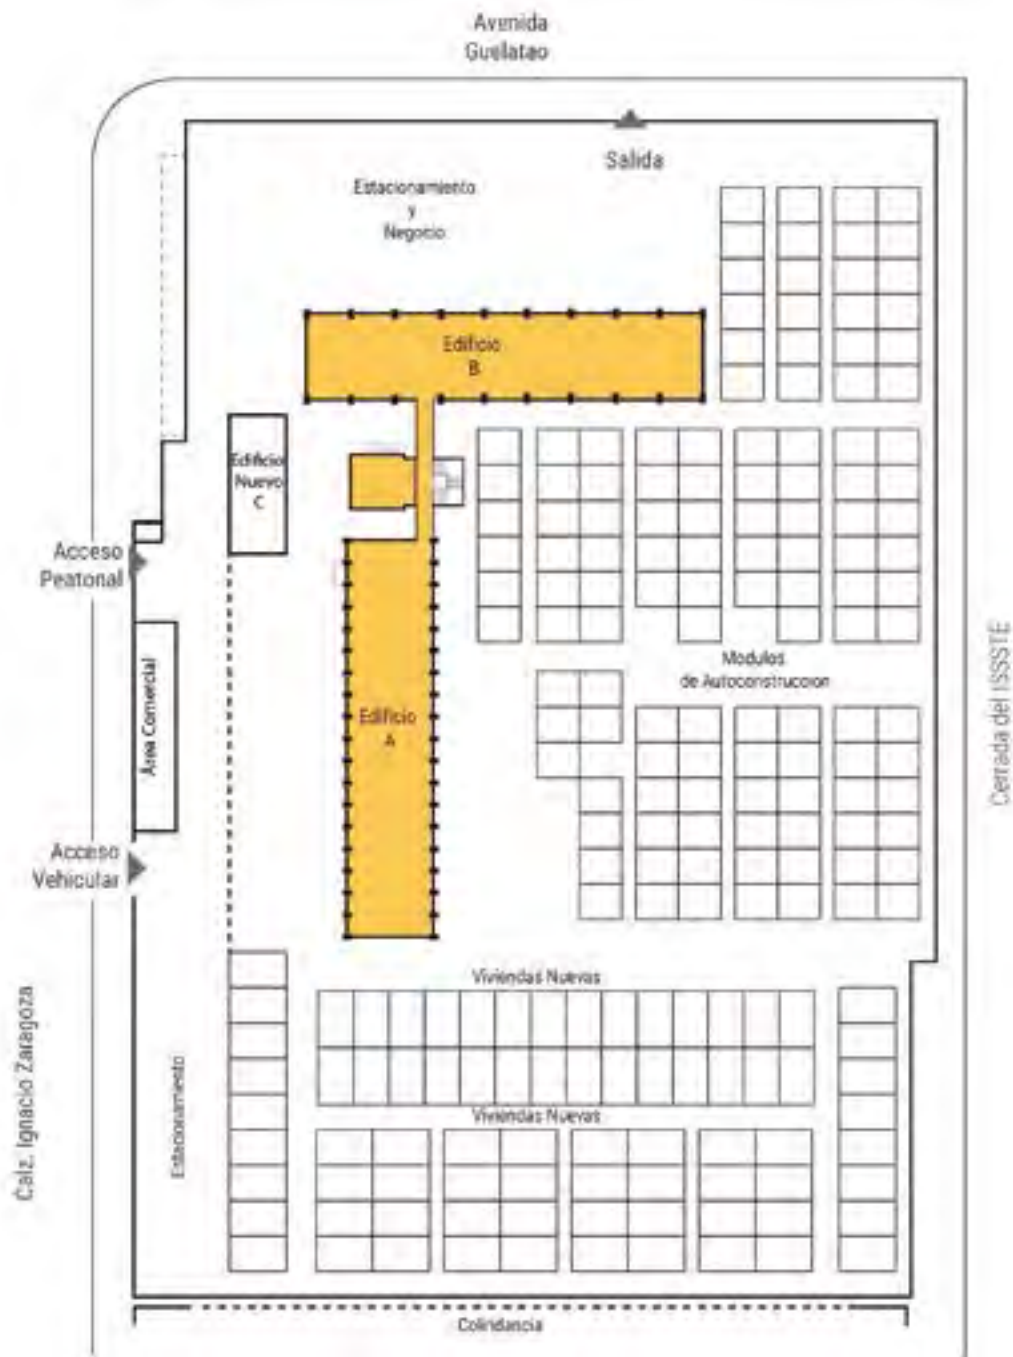 Avenida
Guelatao
Salida
Estacionamiento
y
Negocio
Edificio
B
Edificio
Nuevo
C
Acceso
Peatonal
Modulos
de Autoconstruccion
Area Comercial
Edificio
A
Cerrada del ISSSTE
Acceso
Vehicular
Viviendas Nuevas
Calz. Ignacio Zaragoza
Estacionamiento
Viviendas Nuevas
Colindancia